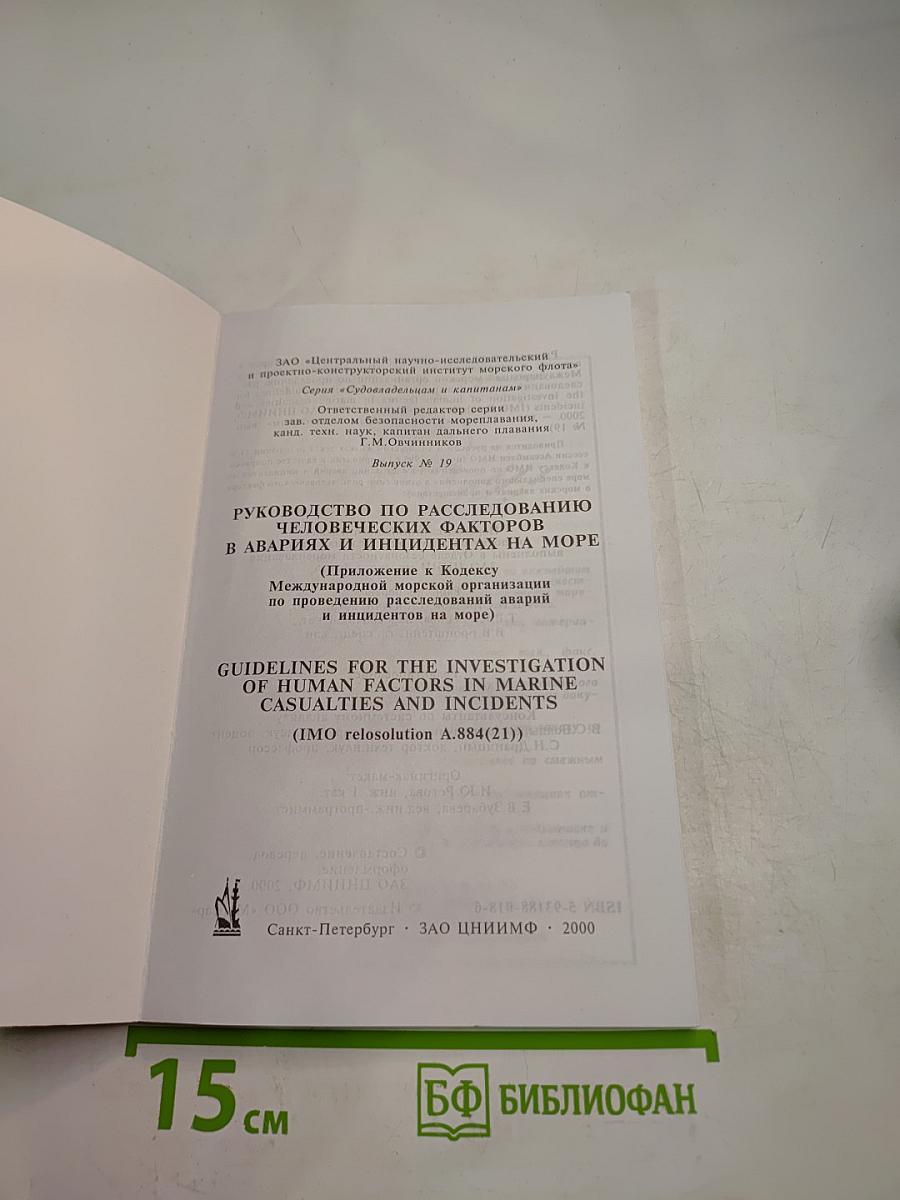 ЗАО «Центральный научно-исследовательский
и проектно-конструкторский институт морского флота»
Серия «Судовладельцам и капитанам»
Ответственный редактор серии
зав. отделом безопасности мореплавания,
канд. техн. наук, капитан дальнего плавания
Г.М.Овчинников
Выпуск № 19
РУКОВОДСТВО ПО РАССЛЕДОВАНИЮ
ЧЕЛОВЕЧЕСКИХ ФАКТОРОВ
В АВАРИЯХ И ИНЦИДЕНТАХ НА МОРЕ
(Приложение к Кодексу
Международной морской организации
по проведению расследований аварий
и инцидентов на море)
GUIDELINES FOR THE INVESTIGATION
OF HUMAN FACTORS IN MARINE
CASUALTIES AND INCIDENTS
(IMO relosolution A.884(21))
Санкт-Петербург · ЗАО ЦНИИМФ · 2000
15 см
БФ БИБЛИОФАН